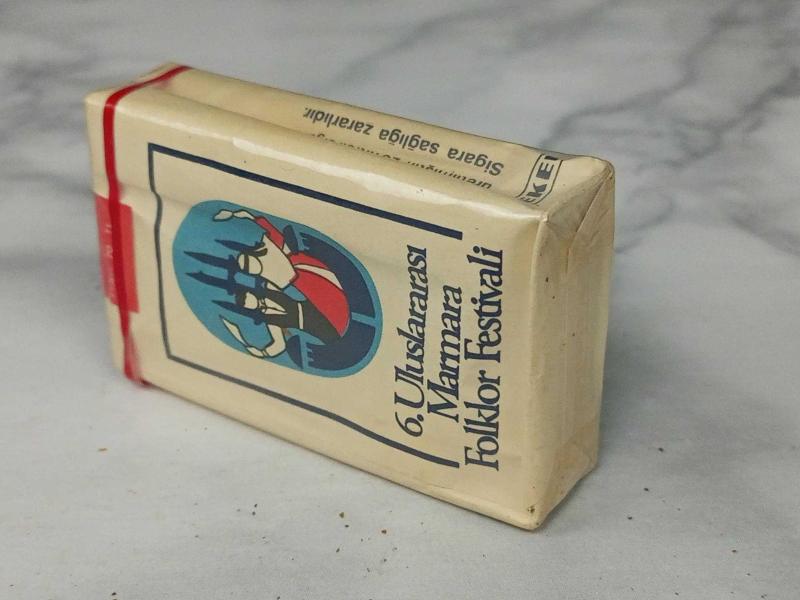 6. Uluslararası
Marmara
Folklor Festivali
Sigara sağlığa zararlıdır.